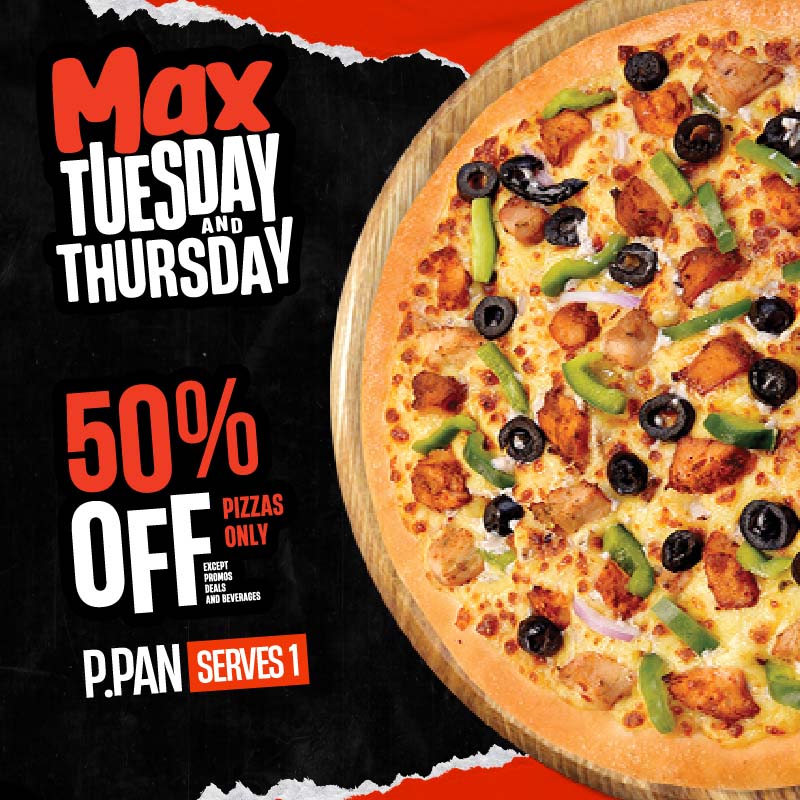 Max
TUESDAY
AND
THURSDAY
50%
OFF
PIZZAS
ONLY
EXCEPT
PROMOS
DEALS
AND BEVERAGES
P.PAN SERVES 1